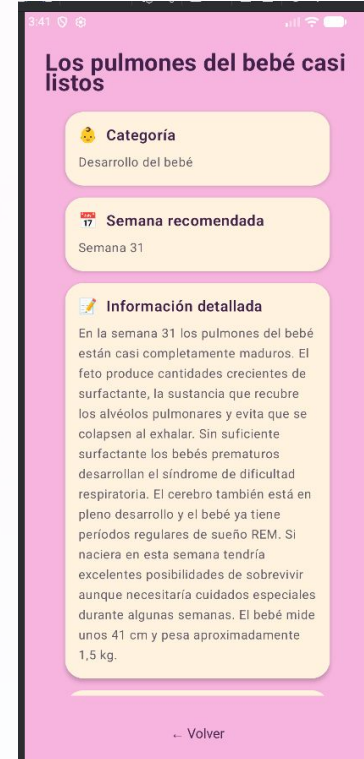 3:41
Los pulmones del bebé casi
listos
Categoría
Desarrollo del bebé
17
Semana recomendada
Semana 31
Información detallada
En la semana 31 los pulmones del bebé
están casi completamente maduros. El
feto produce cantidades crecientes de
surfactante, la sustancia que recubre
los alvéolos pulmonares y evita que se
colapsen al exhalar. Sin suficiente
surfactante los bebés prematuros
desarrollan el síndrome de dificultad
respiratoria. El cerebro también está en
pleno desarrollo y el bebé ya tiene
períodos regulares de sueño REM. Si
naciera en esta semana tendría
excelentes posibilidades de sobrevivir
aunque necesitaría cuidados especiales
durante algunas semanas. El bebé mide
unos 41 cm y pesa aproximadamente
1,5 kg.
← Volver